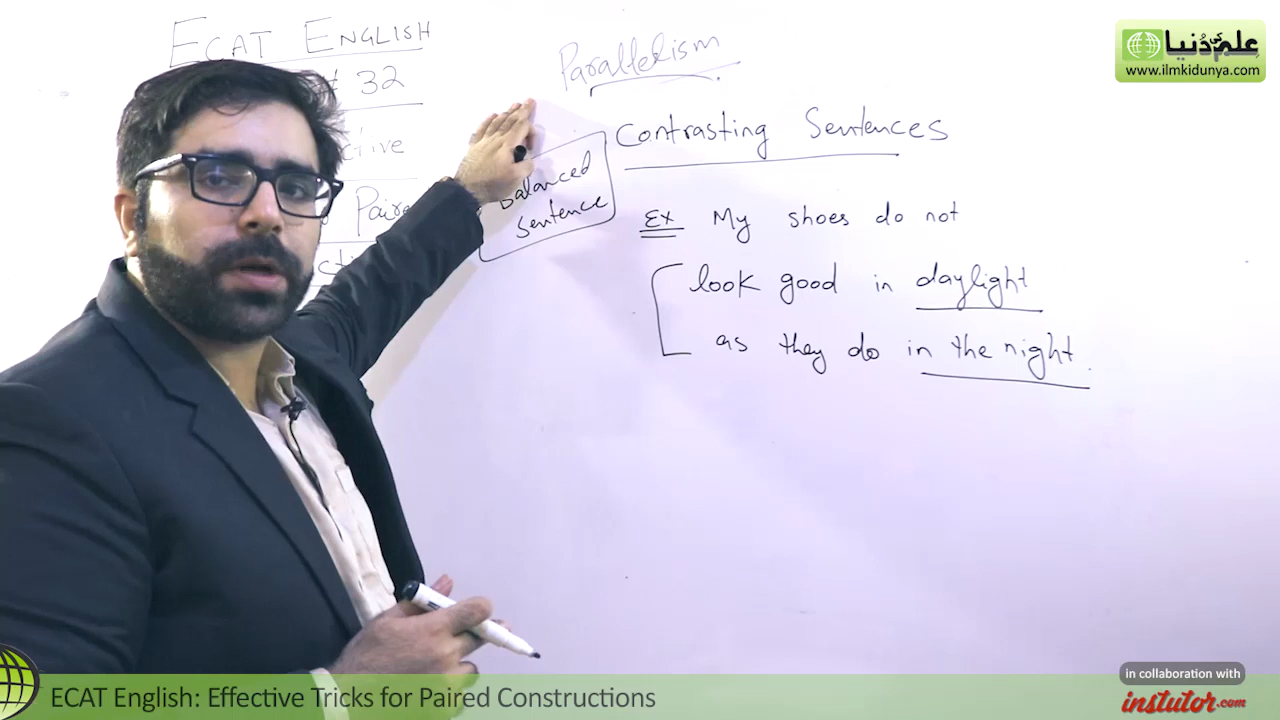 ECAT ENGLISH
# 32
ctive
Paire
cti
Parallelism
balanced
sentence
Contrasting Sentences
Ex My shoes do not
look good in daylight
as they do in the night.
علم کی دنیا
www.ilmkidunya.com
ECAT English: Effective Tricks for Paired Constructions
in collaboration with
instutor.com